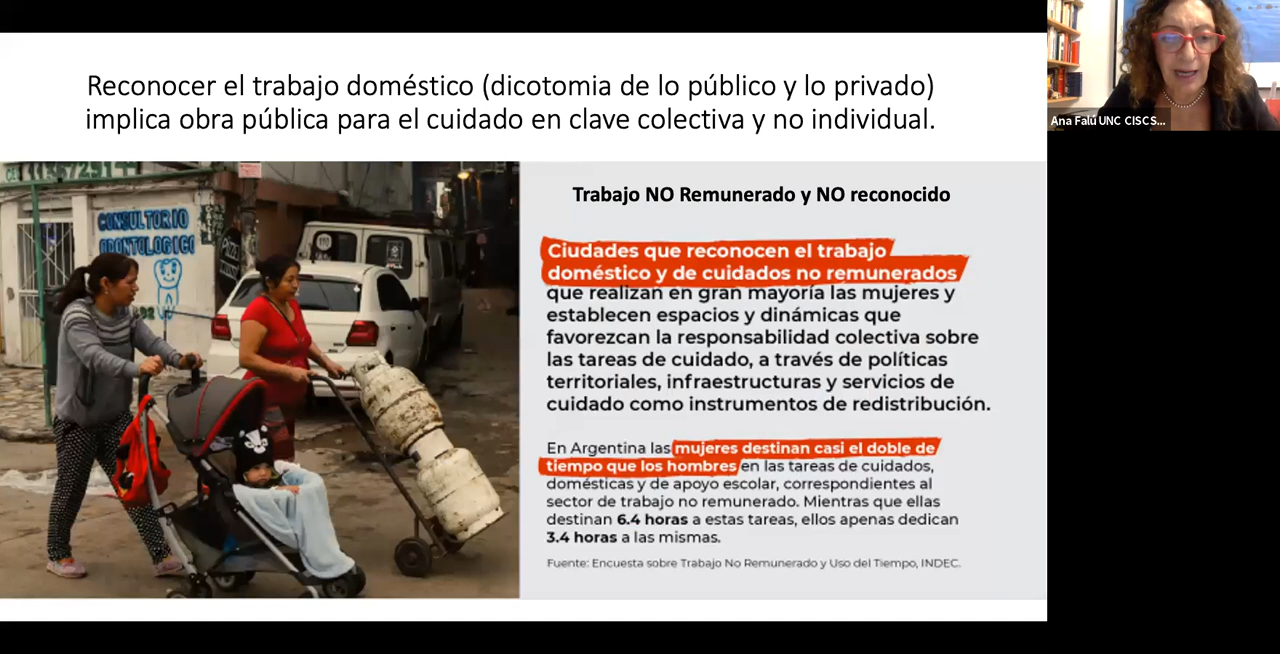 Reconocer el trabajo doméstico (dicotomia de lo público y lo privado)
implica obra pública para el cuidado en clave colectiva y no individual.
Ana Falú UNC CISCS...
CONSULTORIO
ODONTOLOGICO
PIZZA
Trabajo NO Remunerado y NO reconocido
Ciudades que reconocen el trabajo
doméstico y de cuidados no remunerados
que realizan en gran mayoría las mujeres y
establecen espacios y dinámicas que
favorezcan la responsabilidad colectiva sobre
las tareas de cuidado, a través de políticas
territoriales, infraestructuras y servicios de
cuidado como instrumentos de redistribución.
En Argentina las mujeres destinan casi el doble de
tiempo que los hombres en las tareas de cuidados,
domésticas y de apoyo escolar, correspondientes al
sector de trabajo no remunerado. Mientras que ellas
destinan 6.4 horas a estas tareas, ellos apenas dedican
3.4 horas a las mismas.
Fuente: Encuesta sobre Trabajo No Remunerado y Uso del Tiempo, INDEC.